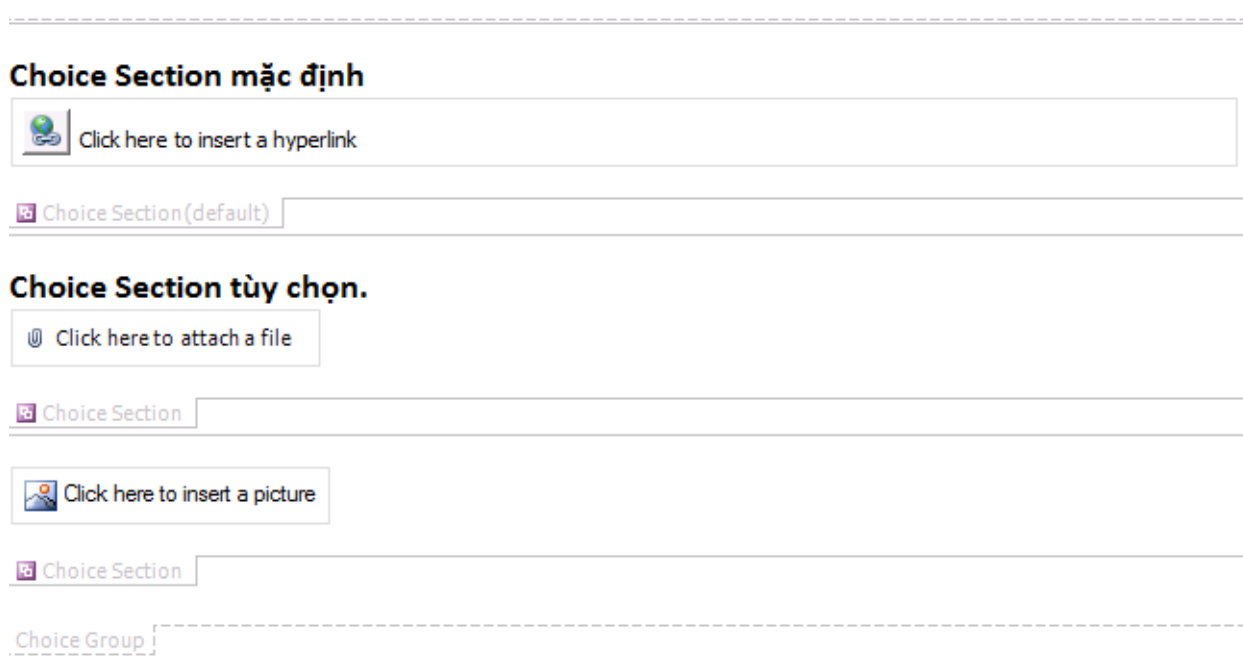 Choice Section mặc định
Click here to insert a hyperlink
Choice Section (default)
Choice Section tùy chọn.
Click here to attach a file
Choice Section
Click here to insert a picture
Choice Section
Choice Group